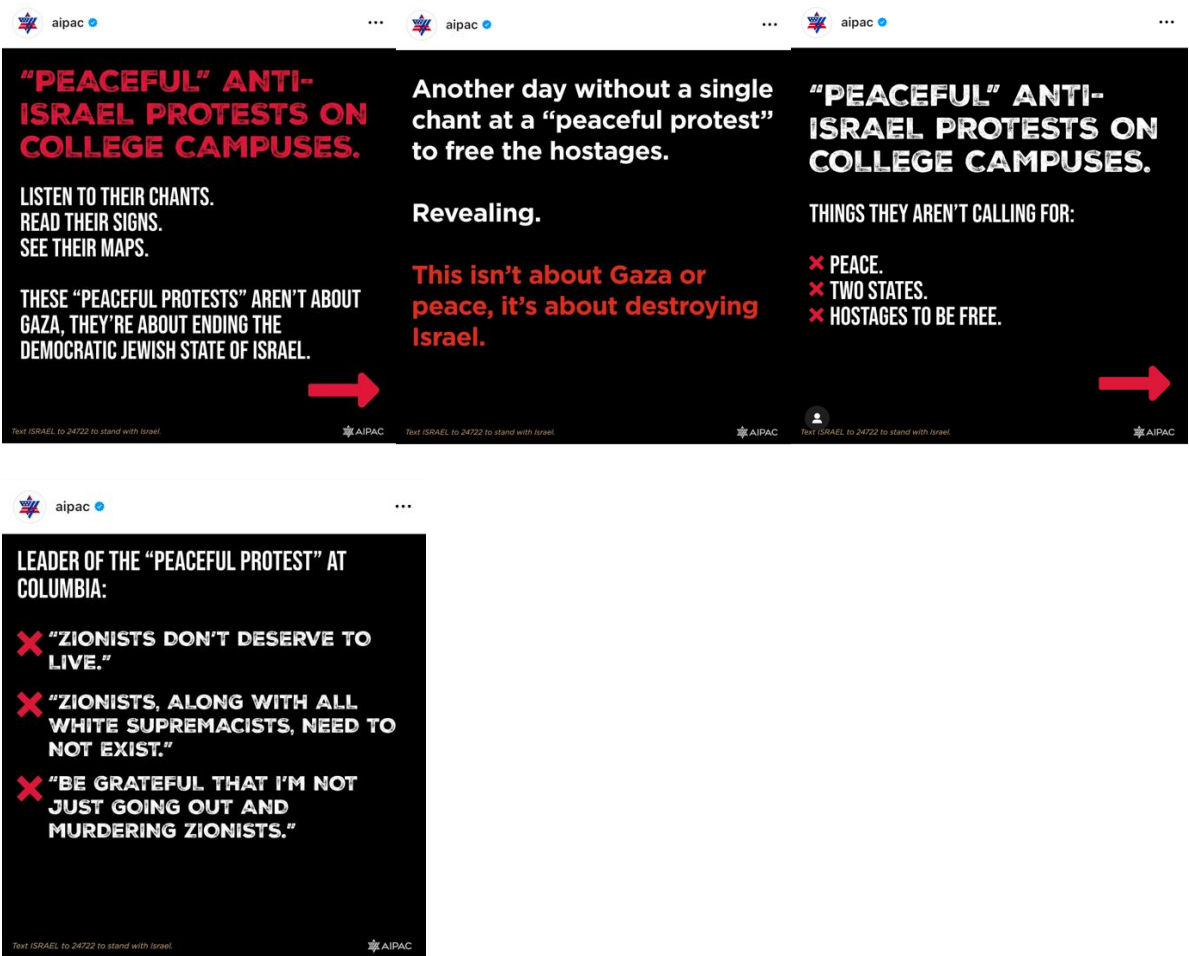 aipac
"PEACEFUL" ANTI-
ISRAEL PROTESTS ON
COLLEGE CAMPUSES.
LISTEN TO THEIR CHANTS.
READ THEIR SIGNS.
SEE THEIR MAPS.
THESE "PEACEFUL PROTESTS" AREN'T ABOUT
GAZA, THEY'RE ABOUT ENDING THE
DEMOCRATIC JEWISH STATE OF ISRAEL.
Text ISRAEL to 24722 to stand with Israel.
AIPAC
aipac
Another day without a single
chant at a "peaceful protest"
to free the hostages.
Revealing.
This isn't about Gaza or
peace, it's about destroying
Israel.
Text ISRAEL to 24722 to stand with Israel.
AIPAC
aipac
"PEACEFUL" ANTI-
ISRAEL PROTESTS ON
COLLEGE CAMPUSES.
THINGS THEY AREN'T CALLING FOR:
PEACE.
TWO STATES.
HOSTAGES TO BE FREE.
Text ISRAEL to 24722 to stand with Israel.
AIPAC
aipac
LEADER OF THE "PEACEFUL PROTEST" AT
COLUMBIA:
"ZIONISTS DON'T DESERVE TO
LIVE."
"ZIONISTS, ALONG WITH ALL
WHITE SUPREMACISTS, NEED TO
NOT EXIST."
"BE GRATEFUL THAT I'M NOT
JUST GOING OUT AND
MURDERING ZIONISTS."
Text ISRAEL to 24722 to stand with Israel.
AIPAC